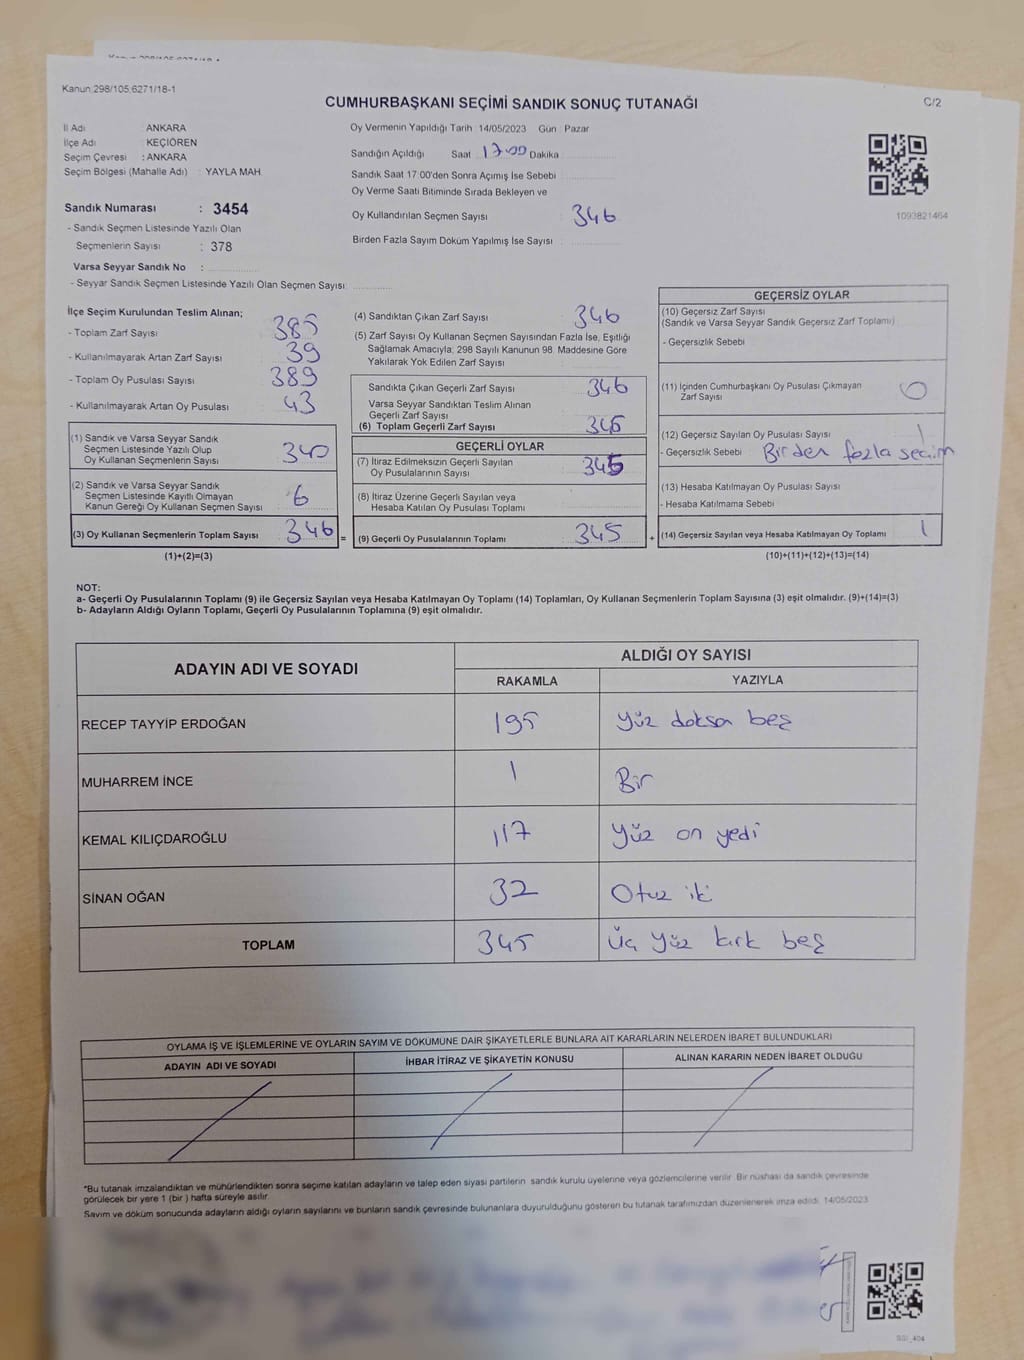 Kanun 298/105,6271/18-1
CUMHURBAŞKANI SEÇİMİ SANDIK SONUÇ TUTANAĞI
C/2
İl Adı : ANKARA
İlçe Adı : KEÇİÖREN
Seçim Çevresi : ANKARA
Seçim Bölgesi (Mahalle Adı) : YAYLA MAH.
Sandık Numarası : 3454
- Sandık Seçmen Listesinde Yazılı Olan
Seçmenlerin Sayısı : 378
Varsa Seyyar Sandık No :
- Seyyar Sandık Seçmen Listesinde Yazılı Olan Seçmen Sayısı:
Oy Vermenin Yapıldığı Tarih 14/05/2023 Gün : Pazar
Sandığın Açıldığı Saat 17:00 Dakika
Sandık Saat 17:00'den Sonra Açımış İse Sebebi
Oy Verme Saati Bitiminde Sırada Bekleyen ve
Oy Kullandırılan Seçmen Sayısı 346
Birden Fazla Sayım Döküm Yapılmış İse Sayısı
1093821464
İlçe Seçim Kurulundan Teslim Alınan;
- Toplam Zarf Sayısı 385
- Kullanılmayarak Artan Zarf Sayısı 39
- Toplam Oy Pusulası Sayısı 389
- Kullanılmayarak Artan Oy Pusulası 43
(1) Sandık ve Varsa Seyyar Sandık
Seçmen Listesinde Yazılı Olup
Oy Kullanan Seçmenlerin Sayısı 340
(2) Sandık ve Varsa Seyyar Sandık
Seçmen Listesinde Kayıtlı Olmayan
Kanun Gereği Oy Kullanan Seçmen Sayısı 6
(3) Oy Kullanan Seçmenlerin Toplam Sayısı 346 =
(1)+(2)=(3)
(4) Sandıktan Çıkan Zarf Sayısı 346
(5) Zarf Sayısı Oy Kullanan Seçmen Sayısından Fazla İse, Eşitliği
Sağlamak Amacıyla, 298 Sayılı Kanunun 98. Maddesine Göre
Yakılarak Yok Edilen Zarf Sayısı
Sandıkta Çıkan Geçerli Zarf Sayısı 346
Varsa Seyyar Sandıktan Teslim Alınan
Geçerli Zarf Sayısı
(6) Toplam Geçerli Zarf Sayısı
GEÇERLİ OYLAR
(7) İtiraz Edilmeksizin Geçerli Sayılan
Oy Pusulalarının Sayısı 345
(8) İtiraz Üzerine Geçerli Sayılan veya
Hesaba Katılan Oy Pusulası Toplamı
(9) Geçerli Oy Pusulalarının Toplamı 345 +
GEÇERSİZ OYLAR
(10) Geçersiz Zarf Sayısı
(Sandık ve Varsa Seyyar Sandık Geçersiz Zarf Toplamı)
- Geçersizlik Sebebi
(11) İçinden Cumhurbaşkanı Oy Pusulası Çıkmayan
Zarf Sayısı 0
(12) Geçersiz Sayılan Oy Pusulası Sayısı 1
- Geçersizlik Sebebi Birden fazla seçim
(13) Hesaba Katılmayan Oy Pusulası Sayısı
- Hesaba Katılmama Sebebi
(14) Geçersiz Sayılan veya Hesaba Katılmayan Oy Toplamı 1
(10)+(11)+(12)+(13)=(14)
NOT:
a- Geçerli Oy Pusulalarının Toplamı (9) ile Geçersiz Sayılan veya Hesaba Katılmayan Oy Toplamı (14) Toplamları, Oy Kullanan Seçmenlerin Toplam Sayısına (3) eşit olmalıdır. (9)+(14)=(3)
b- Adayların Aldığı Oyların Toplamı, Geçerli Oy Pusulalarının Toplamına (9) eşit olmalıdır.
ADAYIN ADI VE SOYADI
ALDIĞI OY SAYISI
RAKAMLA YAZIYLA
RECEP TAYYİP ERDOĞAN 195 Yüz doksan beş
MUHARREM İNCE 1 Bir
KEMAL KILIÇDAROĞLU 117 Yüz on yedi
SİNAN OĞAN 32 Otuz iki
TOPLAM 345 Üç yüz kırk beş
OYLAMA İŞ VE İŞLEMLERİNE VE OYLARIN SAYIM VE DÖKÜMÜNE DAİR ŞİKAYETLERLE BUNLARA AİT KARARLARIN NELERDEN İBARET BULUNDUKLARI
ADAYIN ADI VE SOYADI
İHBAR İTİRAZ VE ŞİKAYETİN KONUSU
ALINAN KARARIN NEDEN İBARET OLDUĞU
*Bu tutanak imzalandıktan ve mühürlendikten sonra seçime katılan adayların ve talep eden siyasi partilerin sandık kurulu üyelerine veya gözlemcilerine verilir. Bir nüshası da sandık çevresinde
görülecek bir yere 1 (bir ) hafta süreyle asılır.
Sayım ve döküm sonucunda adayların aldığı oyların sayılarını ve bunların sandık çevresinde bulunanlara duyurulduğunu gösteren bu tutanak tarafımızdan düzenlenerek imza edildi. 14/05/2023